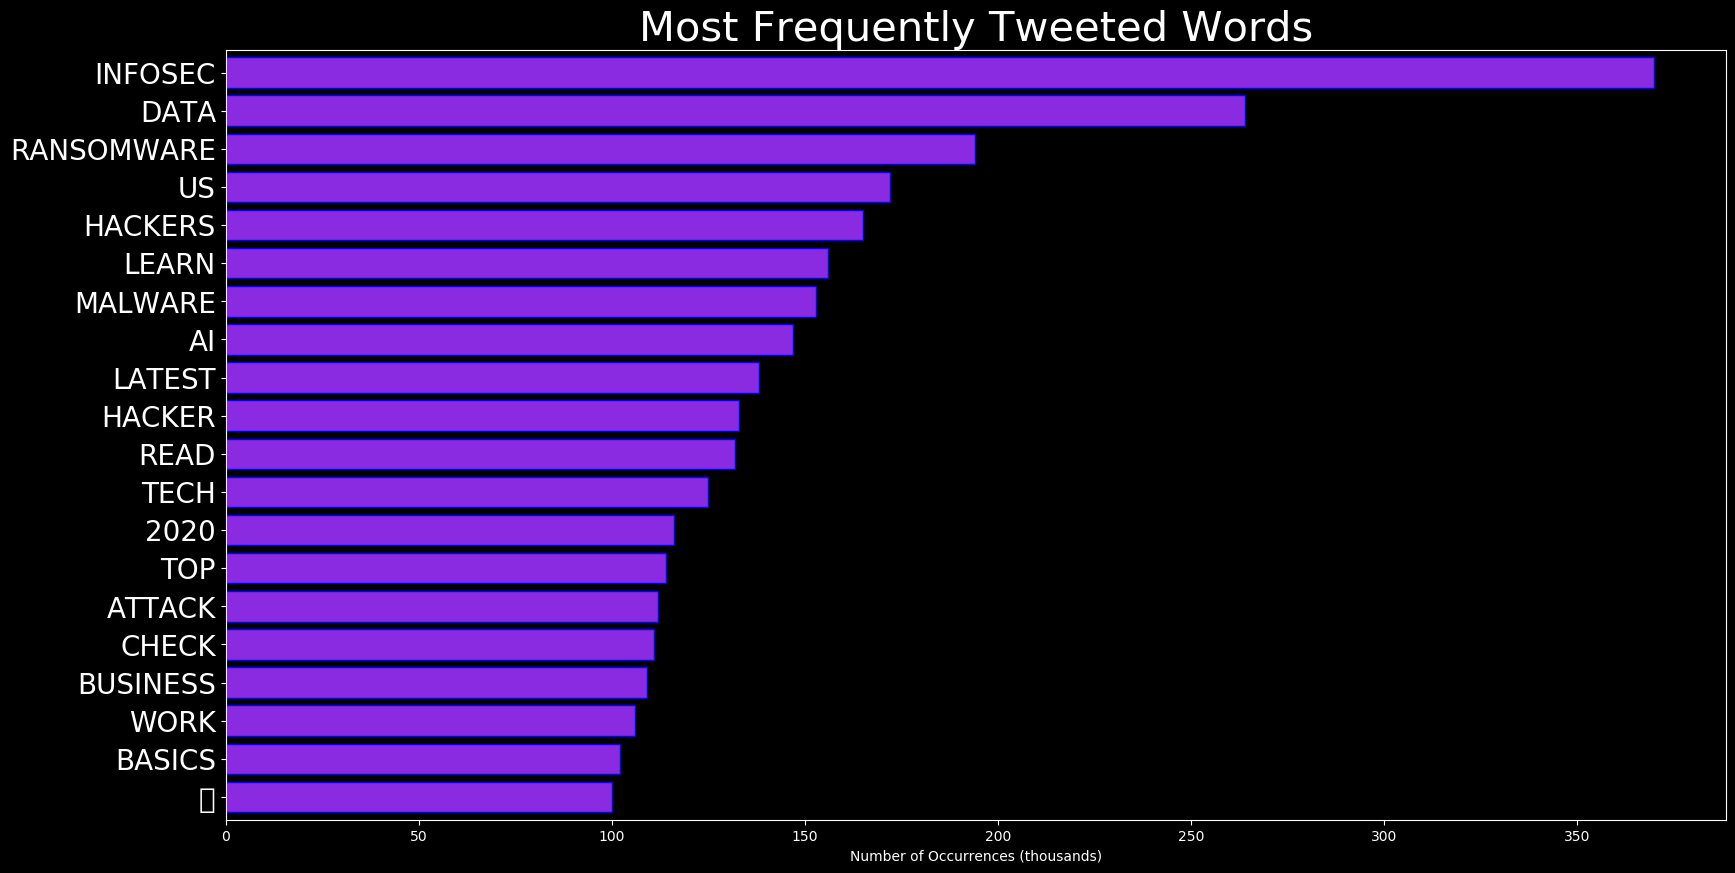 Most Frequently Tweeted Words
INFOSEC
DATA
RANSOMWARE
US
HACKERS
LEARN
MALWARE
AI
LATEST
HACKER
READ
TECH
2020
TOP
ATTACK
CHECK
BUSINESS
WORK
BASICS
0 50 100 150 200 250 300 350
Number of Occurrences (thousands)